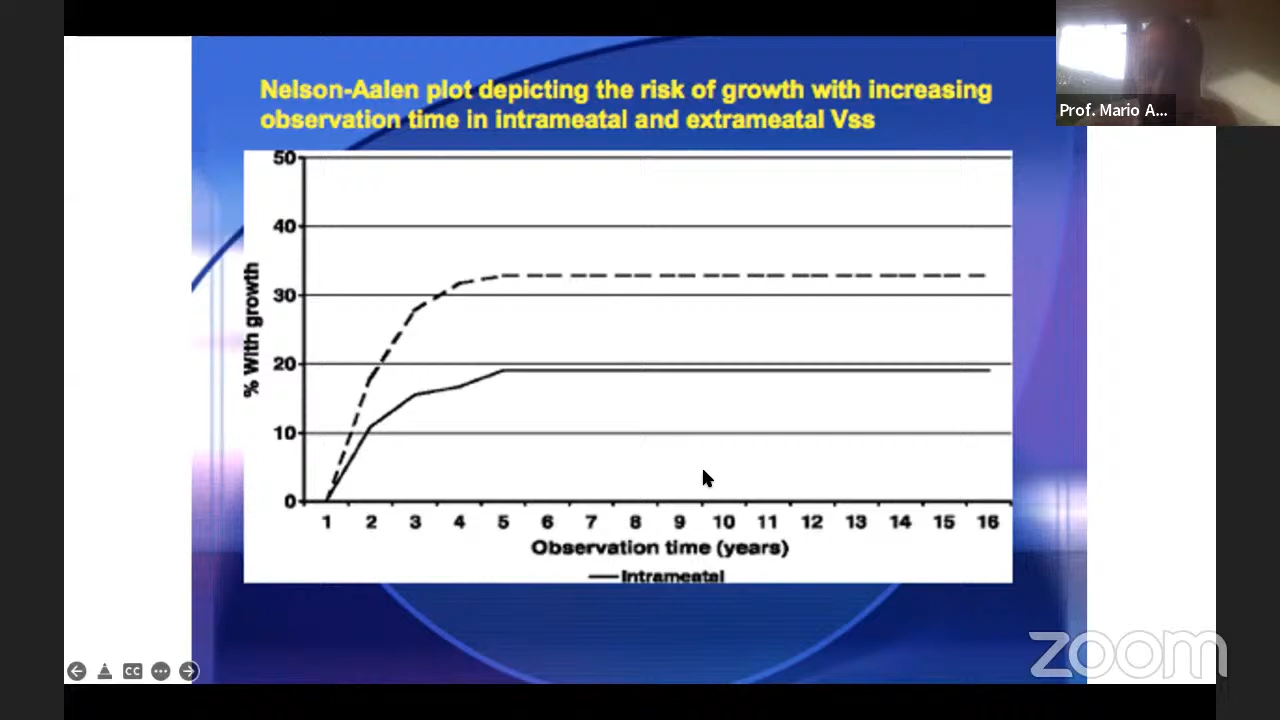 Nelson-Aalen plot depicting the risk of growth with increasing
observation time in intrameatal and extrameatal Vss
Prof. Mario A...
50
40
30
20
10
0
% With growth
1 2 3 4 5 6 7 8 9 10 11 12 13 14 15 16
Observation time (years)
Intrameatal
CC
zoom